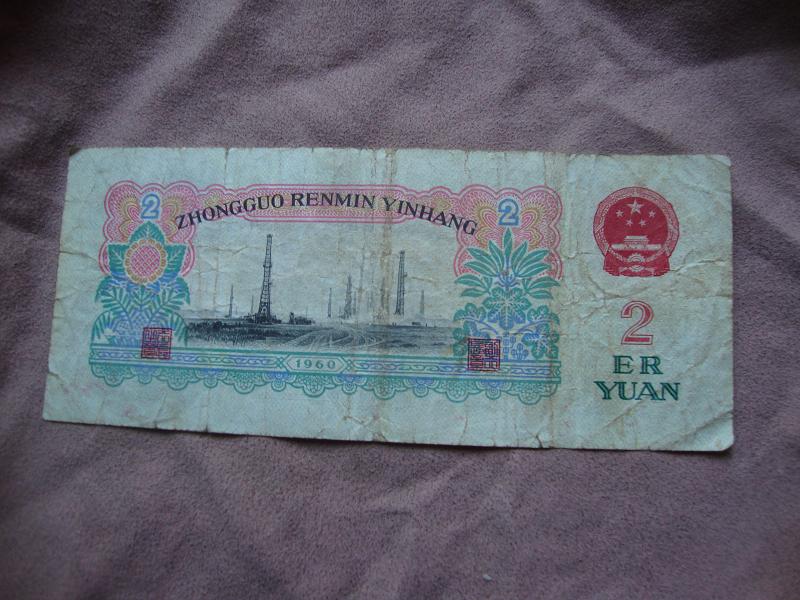 2
ZHONGGUO RENMIN YINHANG
2
1960
2
ER
YUAN